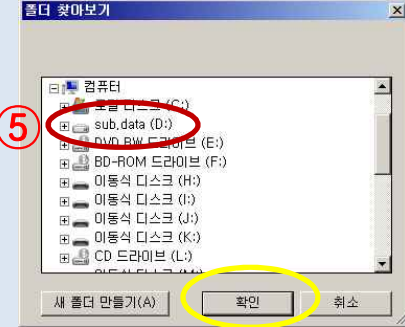 폴더 찾아보기
컴퓨터
로컬 디스크 (C:)
⑤
sub_data (D:)
DVD RW 드라이브 (E:)
BD-ROM 드라이브 (F:)
이동식 디스크 (H:)
이동식 디스크 (I:)
이동식 디스크 (J:)
이동식 디스크 (K:)
CD 드라이브 (L:)
새 폴더 만들기(A)
확인
취소